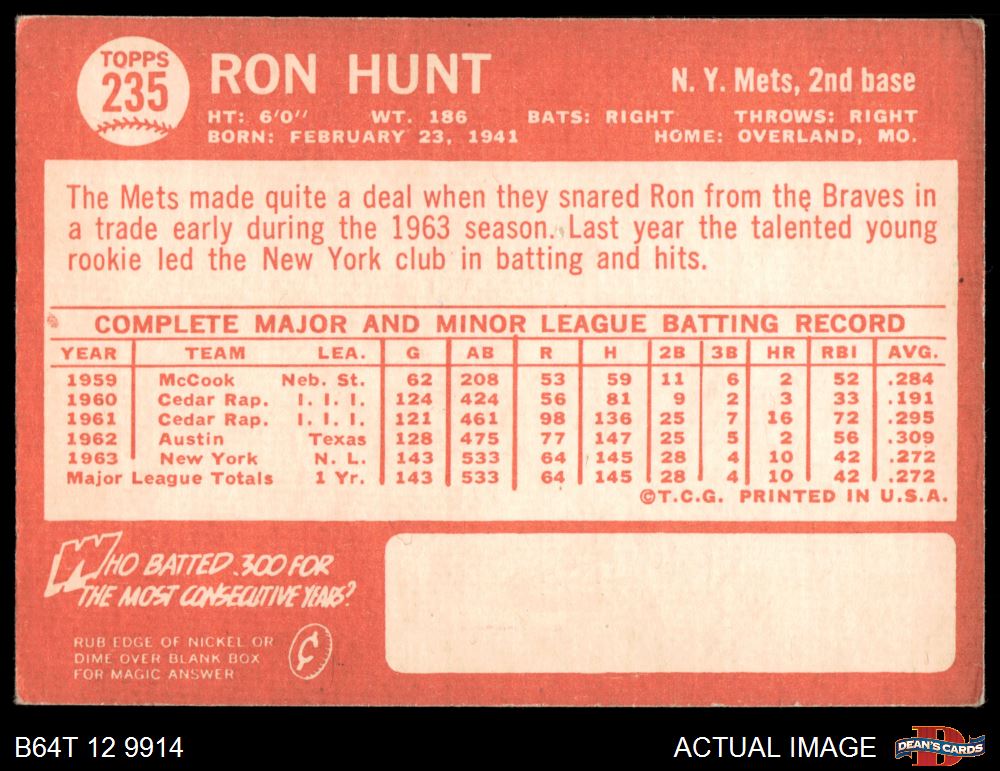 TOPPS
235
RON HUNT
N. Y. Mets, 2nd base
HT: 6'0" WT. 186 BATS: RIGHT THROWS: RIGHT
BORN: FEBRUARY 23, 1941 HOME: OVERLAND, MO.
The Mets made quite a deal when they snared Ron from the Braves in
a trade early during the 1963 season. Last year the talented young
rookie led the New York club in batting and hits.
COMPLETE MAJOR AND MINOR LEAGUE BATTING RECORD
YEAR TEAM LEA. G AB R H 2B 3B HR RBI AVG.
1959 McCook Neb. St. 62 208 53 59 11 6 2 52 .284
1960 Cedar Rap. I. I. I. 124 424 56 81 9 2 3 33 .191
1961 Cedar Rap. I. I. I. 121 461 98 136 25 7 16 72 .295
1962 Austin Texas 128 475 77 147 25 5 2 56 .309
1963 New York N. L. 143 533 64 145 28 4 10 42 .272
Major League Totals 1 Yr. 143 533 64 145 28 4 10 42 .272
©T.C.G. PRINTED IN U.S.A.
WHO BATTED .300 FOR
THE MOST CONSECUTIVE YEARS?
RUB EDGE OF NICKEL OR
DIME OVER BLANK BOX
FOR MAGIC ANSWER
¢
B64T 12 9914
ACTUAL IMAGE
D
DEAN'S CARDS